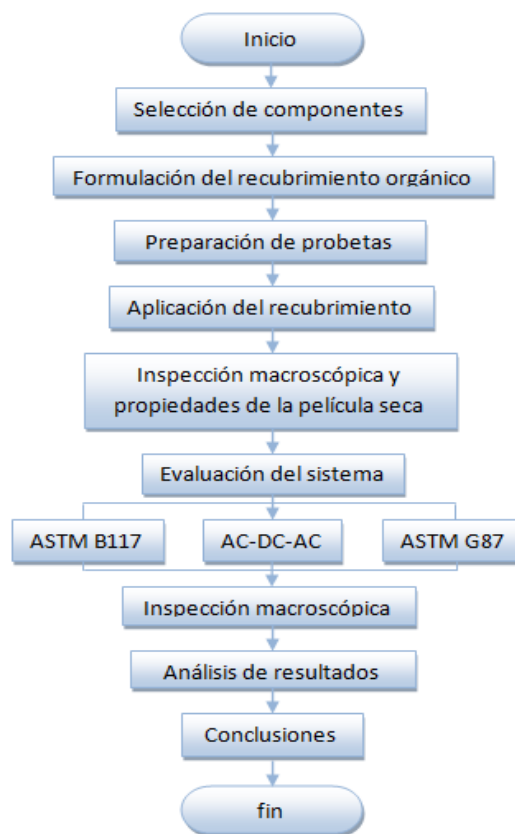 Inicio
Selección de componentes
Formulación del recubrimiento orgánico
Preparación de probetas
Aplicación del recubrimiento
Inspección macroscópica y
propiedades de la película seca
Evaluación del sistema
ASTM B117
AC-DC-AC
ASTM G87
Inspección macroscópica
Análisis de resultados
Conclusiones
fin